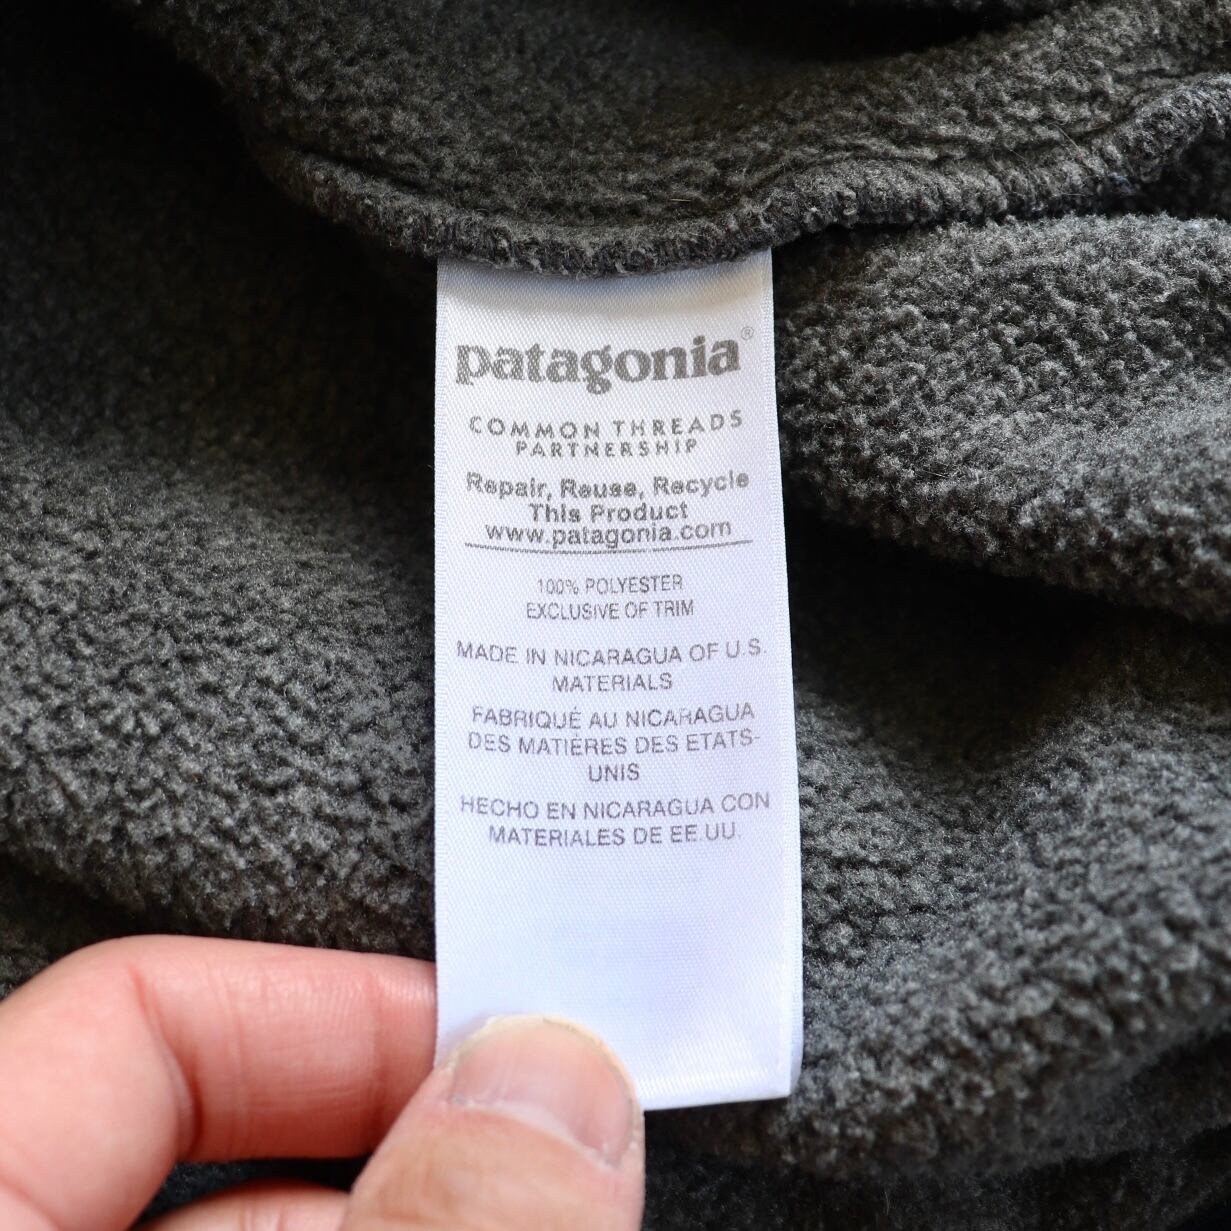 patagonia®
COMMON THREADS
PARTNERSHIP
Repair, Reuse, Recycle
This Product
www.patagonia.com
100% POLYESTER
EXCLUSIVE OF TRIM
MADE IN NICARAGUA OF U.S.
MATERIALS
FABRIQUÉ AU NICARAGUA
DES MATIÈRES DES ETATS-
UNIS
HECHO EN NICARAGUA CON
MATERIALES DE EE.UU.